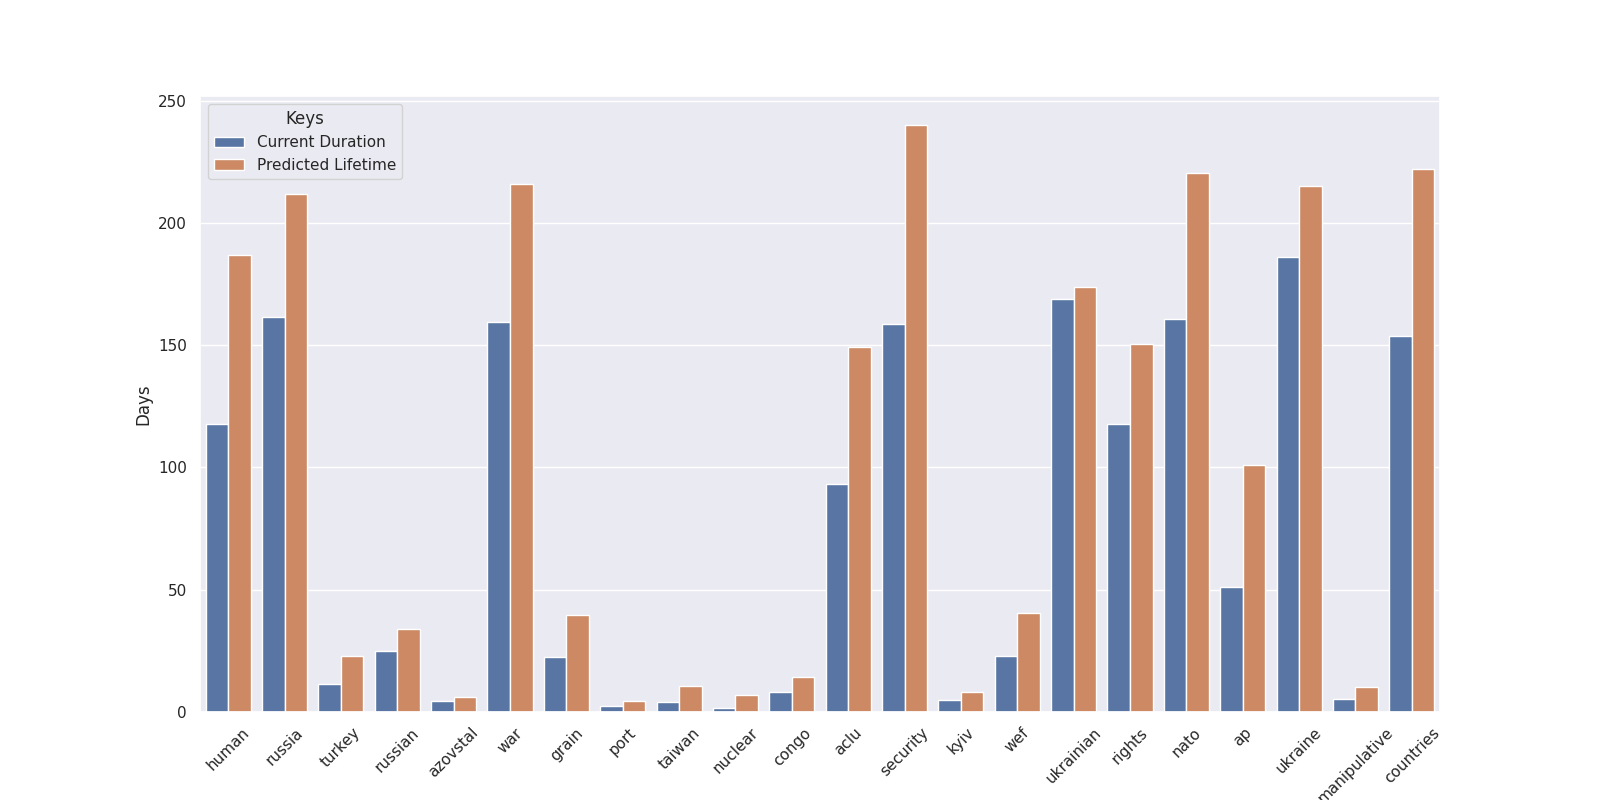 Keys
Current Duration
Predicted Lifetime
250
200
150
100
50
0
Days
human
russia
turkey
russian
azovstal
war
grain
port
taiwan
nuclear
congo
aclu
security
kyiv
wef
ukrainian
rights
nato
ap
ukraine
manipulative
countries